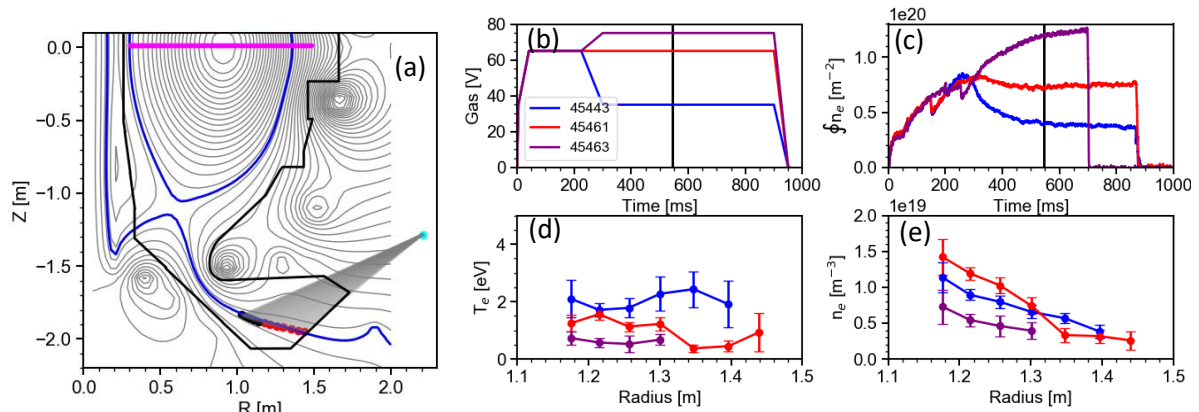 0.0
−0.5
−1.0
−1.5
−2.0
Z [m]
0.0 0.5 1.0 1.5 2.0
R [m]
(a)
80
60
40
20
0
Gas [V]
(b)
45443
45461
45463
0 200 400 600 800 1000
Time [ms]
1e20
1.5
1.0
0.5
0.0
∮nₑ [m⁻²]
(c)
0 200 400 600 800 1000
Time [ms]
4
2
0
Tₑ [eV]
(d)
1.1 1.2 1.3 1.4 1.5
Radius [m]
1e19
2.0
1.5
1.0
0.5
0.0
nₑ [m⁻³]
(e)
1.1 1.2 1.3 1.4 1.5
Radius [m]